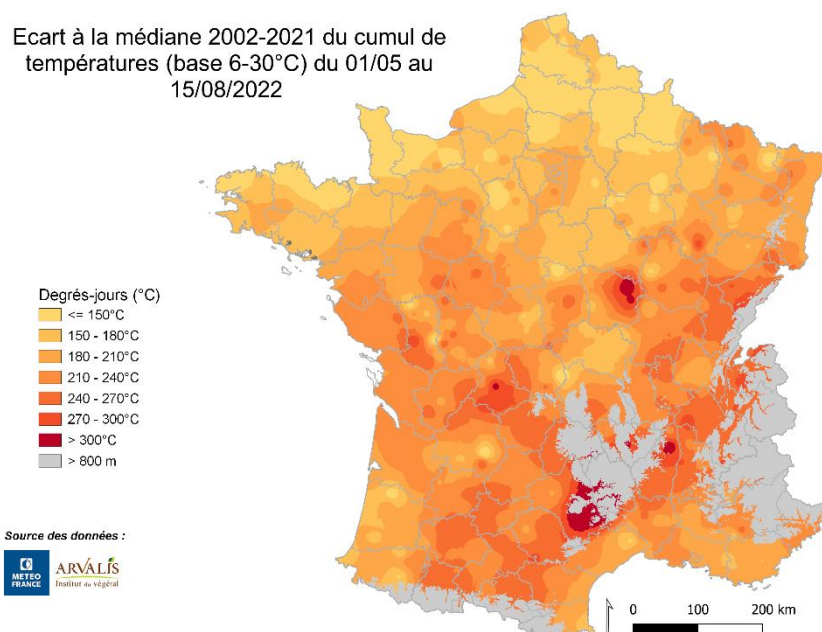 Ecart à la médiane 2002-2021 du cumul de
températures (base 6-30°C) du 01/05 au
15/08/2022
Degrés-jours (°C)
<= 150°C
150 - 180°C
180 - 210°C
210 - 240°C
240 - 270°C
270 - 300°C
> 300°C
> 800 m
Source des données :
METEO
FRANCE
ARVALIS
Institut du végétal
0 100 200 km